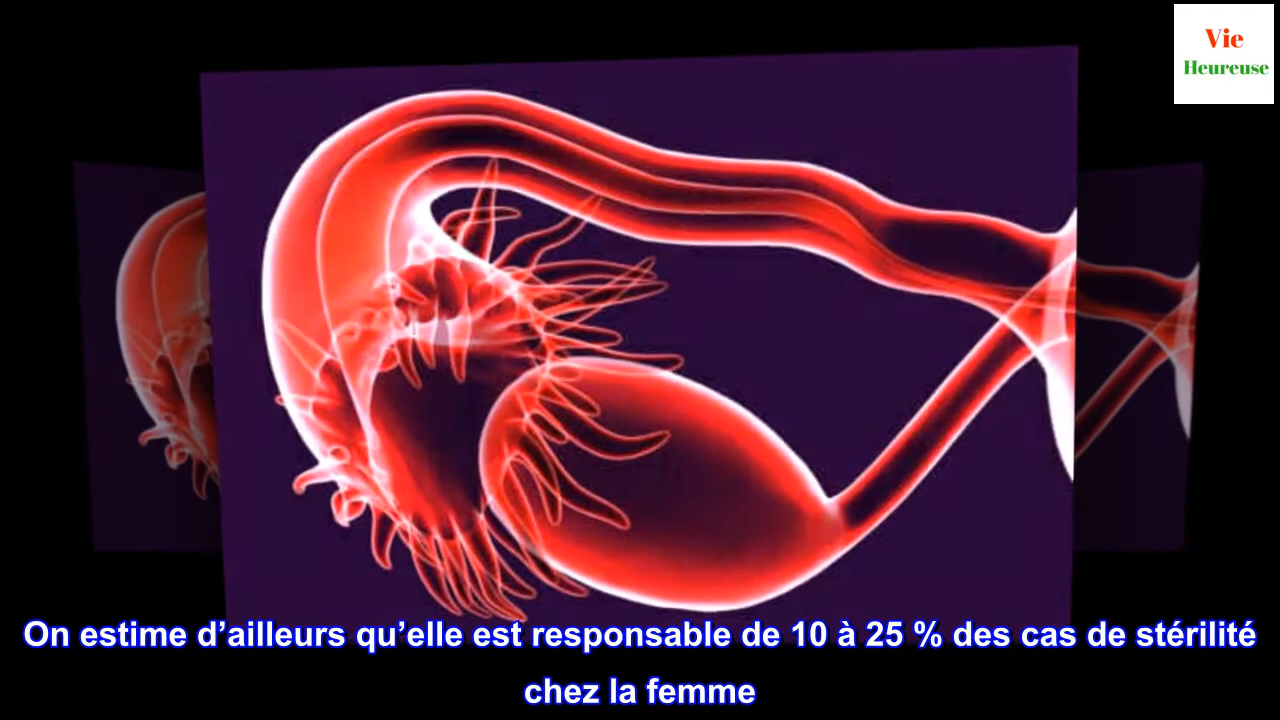 Vie
Heureuse
On estime d’ailleurs qu’elle est responsable de 10 à 25 % des cas de stérilité
chez la femme